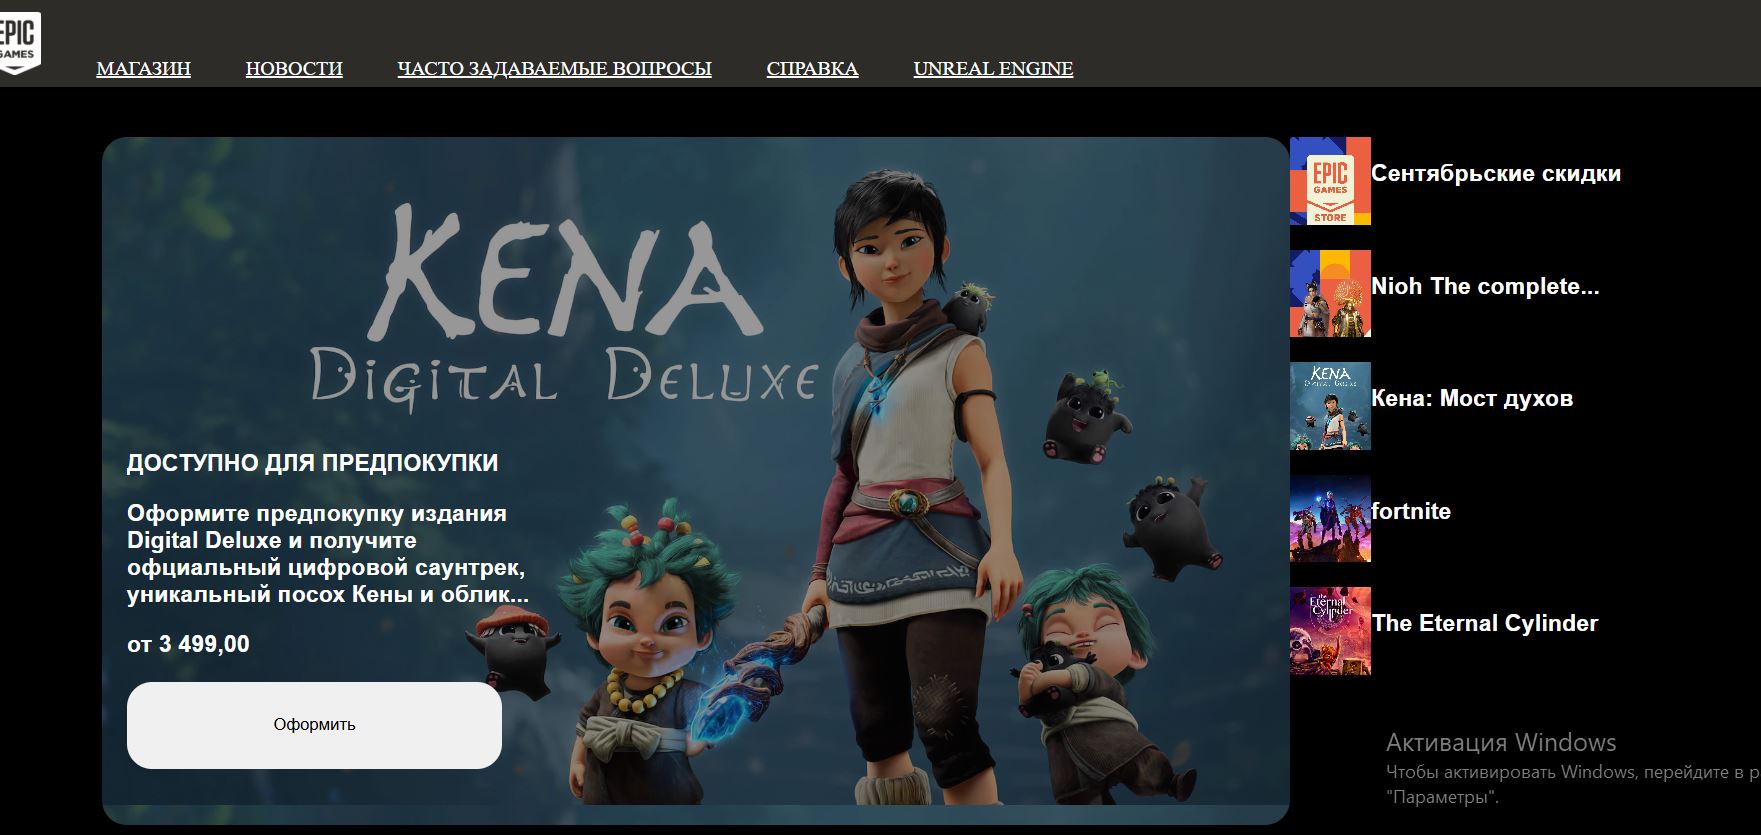 EPIC
GAMES
МАГАЗИН
НОВОСТИ
ЧАСТО ЗАДАВАЕМЫЕ ВОПРОСЫ
СПРАВКА
UNREAL ENGINE
KENA
DIGITAL DELUXE
ДОСТУПНО ДЛЯ ПРЕДПОКУПКИ
Оформите предпокупку издания
Digital Deluxe и получите
офциальный цифровой саунтрек,
уникальный посох Кены и облик...
от 3 499,00
Оформить
EPIC
GAMES
STORE
Сентябрьские скидки
Nioh The complete...
KENA
DIGITAL DELUXE
Кена: Мост духов
fortnite
the
Eternal
Cylinder
The Eternal Cylinder
Активация Windows
Чтобы активировать Windows, перейдите в р
"Параметры".